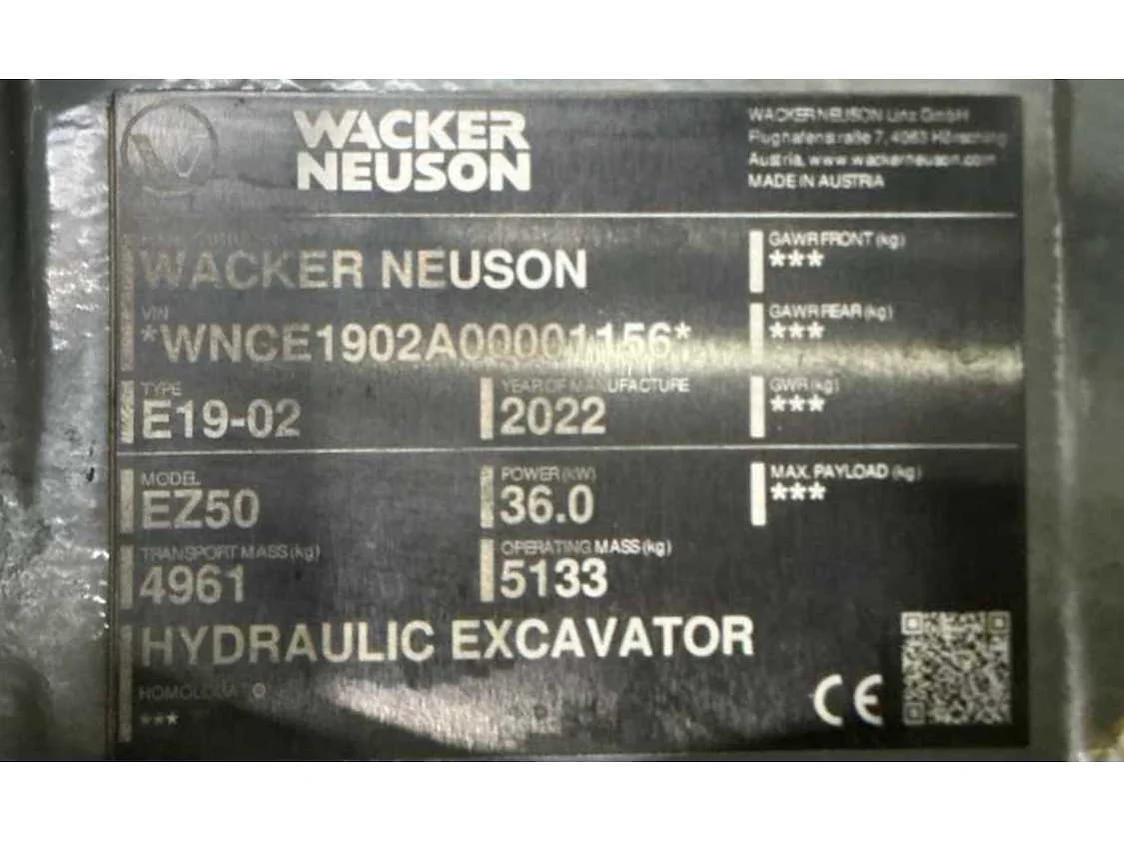 WACKER
NEUSON
WACKER NEUSON Linz GmbH
Flughafenstraße 7, 4063 Hörsching
Austria, www.wackerneuson.com
MADE IN AUSTRIA
WACKER NEUSON
GAWR FRONT (kg)
***
VIN
*WNCE1902A00001156*
GAWR REAR (kg)
***
TYPE
E19-02
YEAR OF MANUFACTURE
2022
GWR (kg)
***
MODEL
EZ50
POWER (kW)
36.0
MAX. PAYLOAD (kg)
***
TRANSPORT MASS (kg)
4961
OPERATING MASS (kg)
5133
HYDRAULIC EXCAVATOR
***
CE